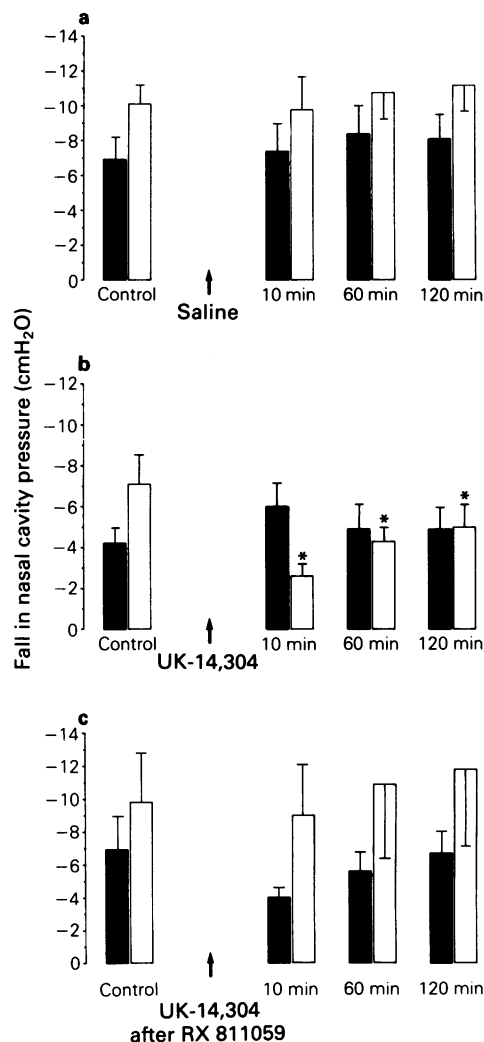 a
−14
−12
−10
−8
−6
−4
−2
0
Control
10 min
60 min
120 min
Saline
Fall in nasal cavity pressure (cmH₂O)
b
−12
−10
−8
−6
−4
−2
0
*
*
*
Control
10 min
60 min
120 min
UK-14,304
c
−14
−12
−10
−8
−6
−4
−2
0
Control
10 min
60 min
120 min
UK-14,304
after RX 811059